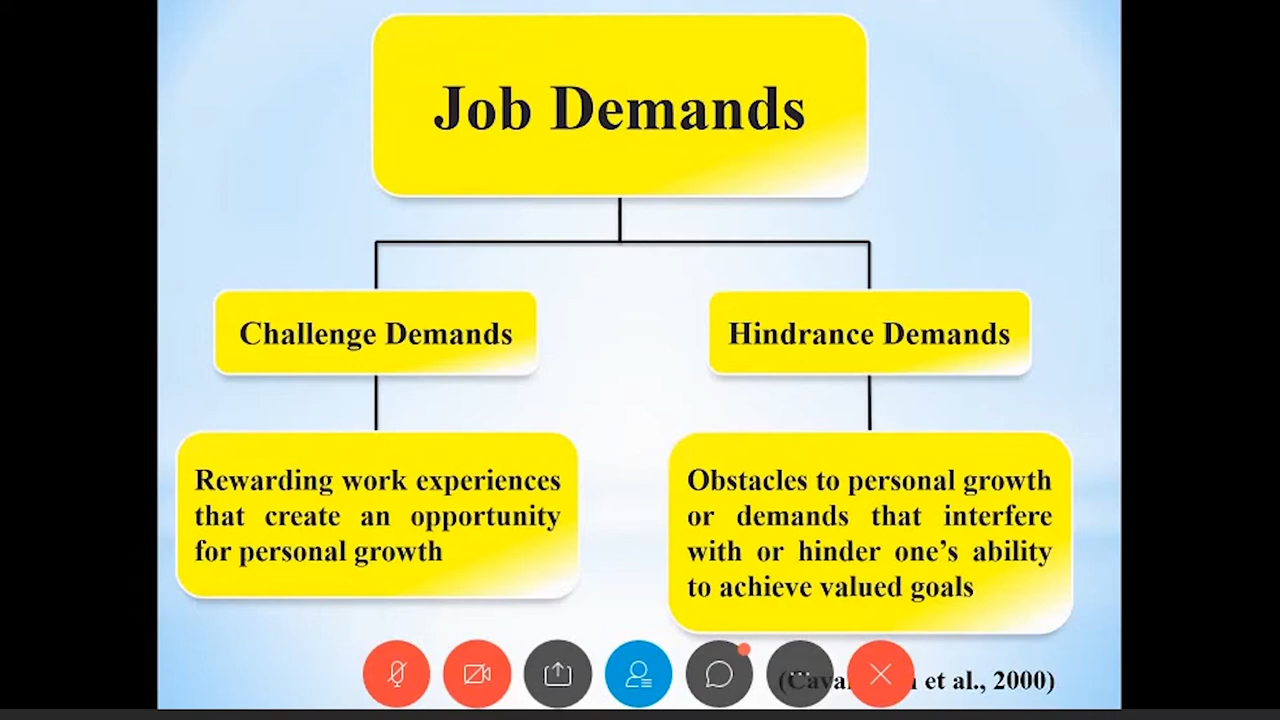 Job Demands
Challenge Demands
Hindrance Demands
Rewarding work experiences
that create an opportunity
for personal growth
Obstacles to personal growth
or demands that interfere
with or hinder one's ability
to achieve valued goals
et al., 2000)